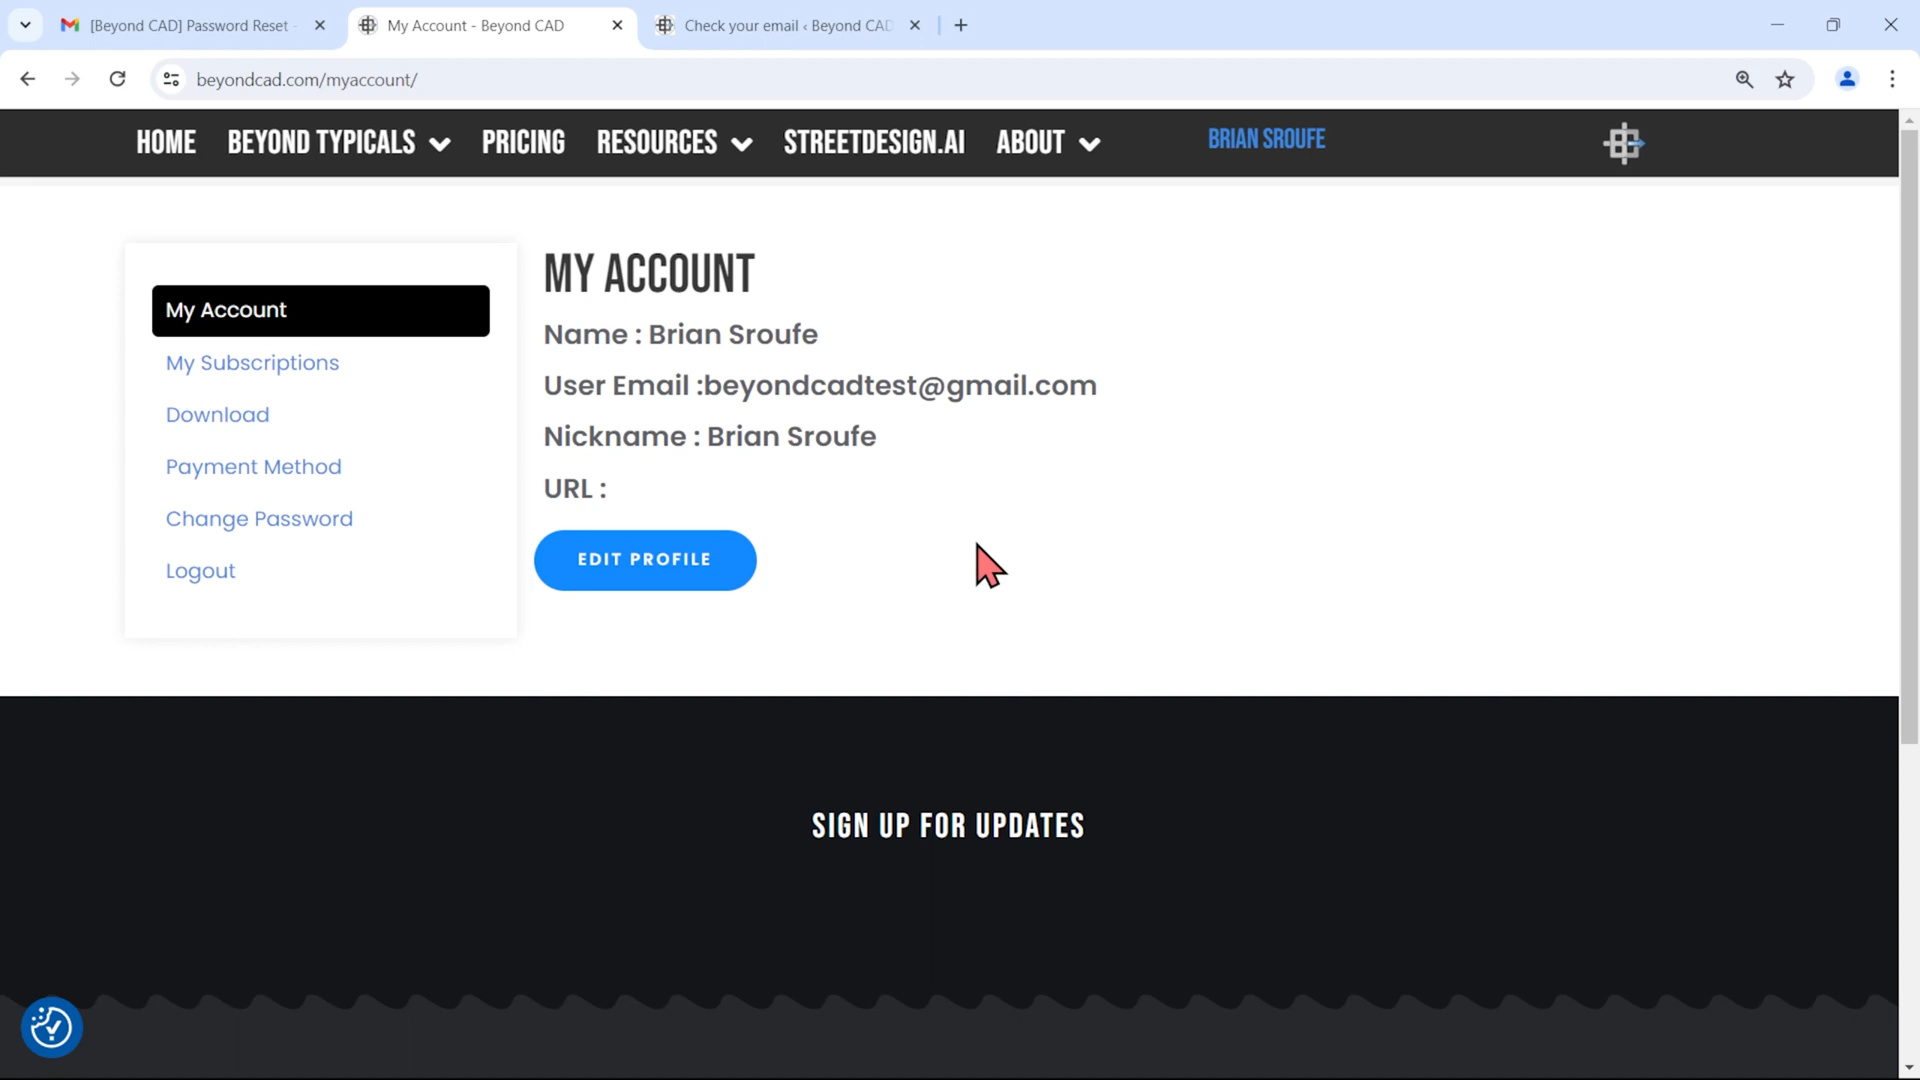 [Beyond CAD] Password Reset -
My Account - Beyond CAD
Check your email ‹ Beyond CAD
beyondcad.com/myaccount/
HOME
BEYOND TYPICALS
PRICING
RESOURCES
STREETDESIGN.AI
ABOUT
BRIAN SROUFE
My Account
My Subscriptions
Download
Payment Method
Change Password
Logout
MY ACCOUNT
Name : Brian Sroufe
User Email :beyondcadtest@gmail.com
Nickname : Brian Sroufe
URL :
EDIT PROFILE
SIGN UP FOR UPDATES